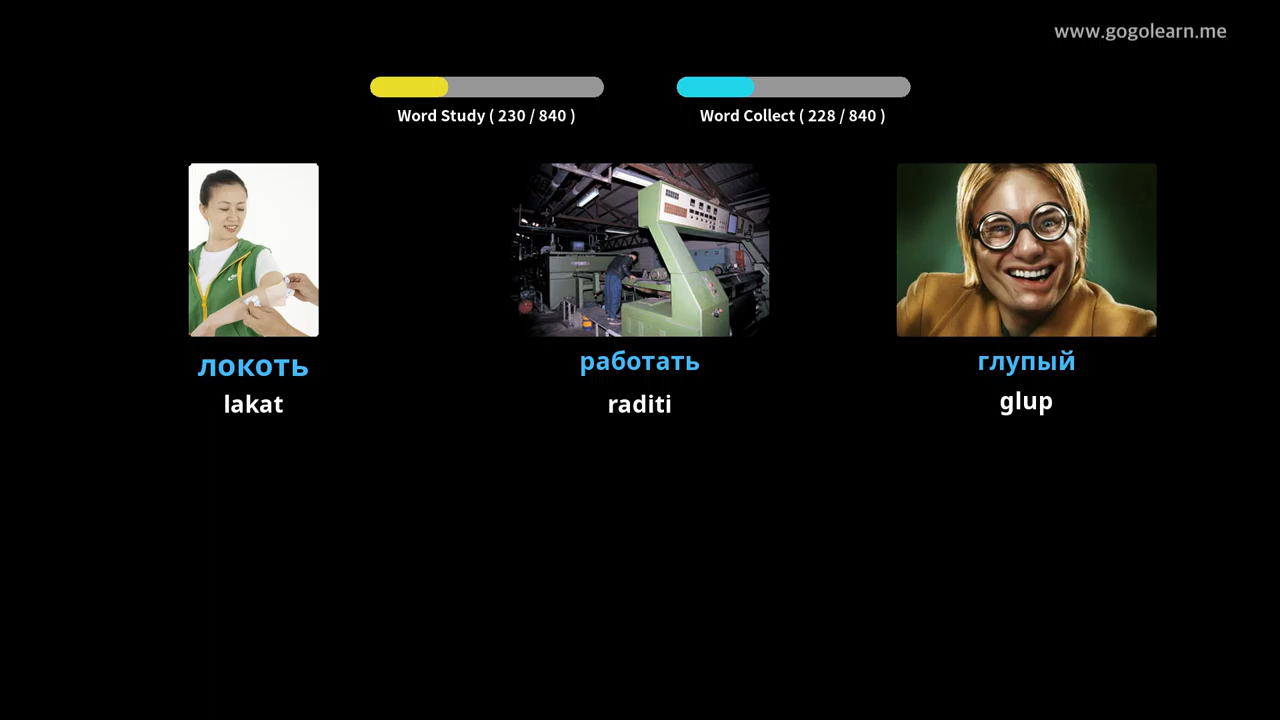 www.gogolearn.me
Word Study ( 230 / 840 )
Word Collect ( 228 / 840 )
локоть
работать
глупый
lakat
raditi
glup